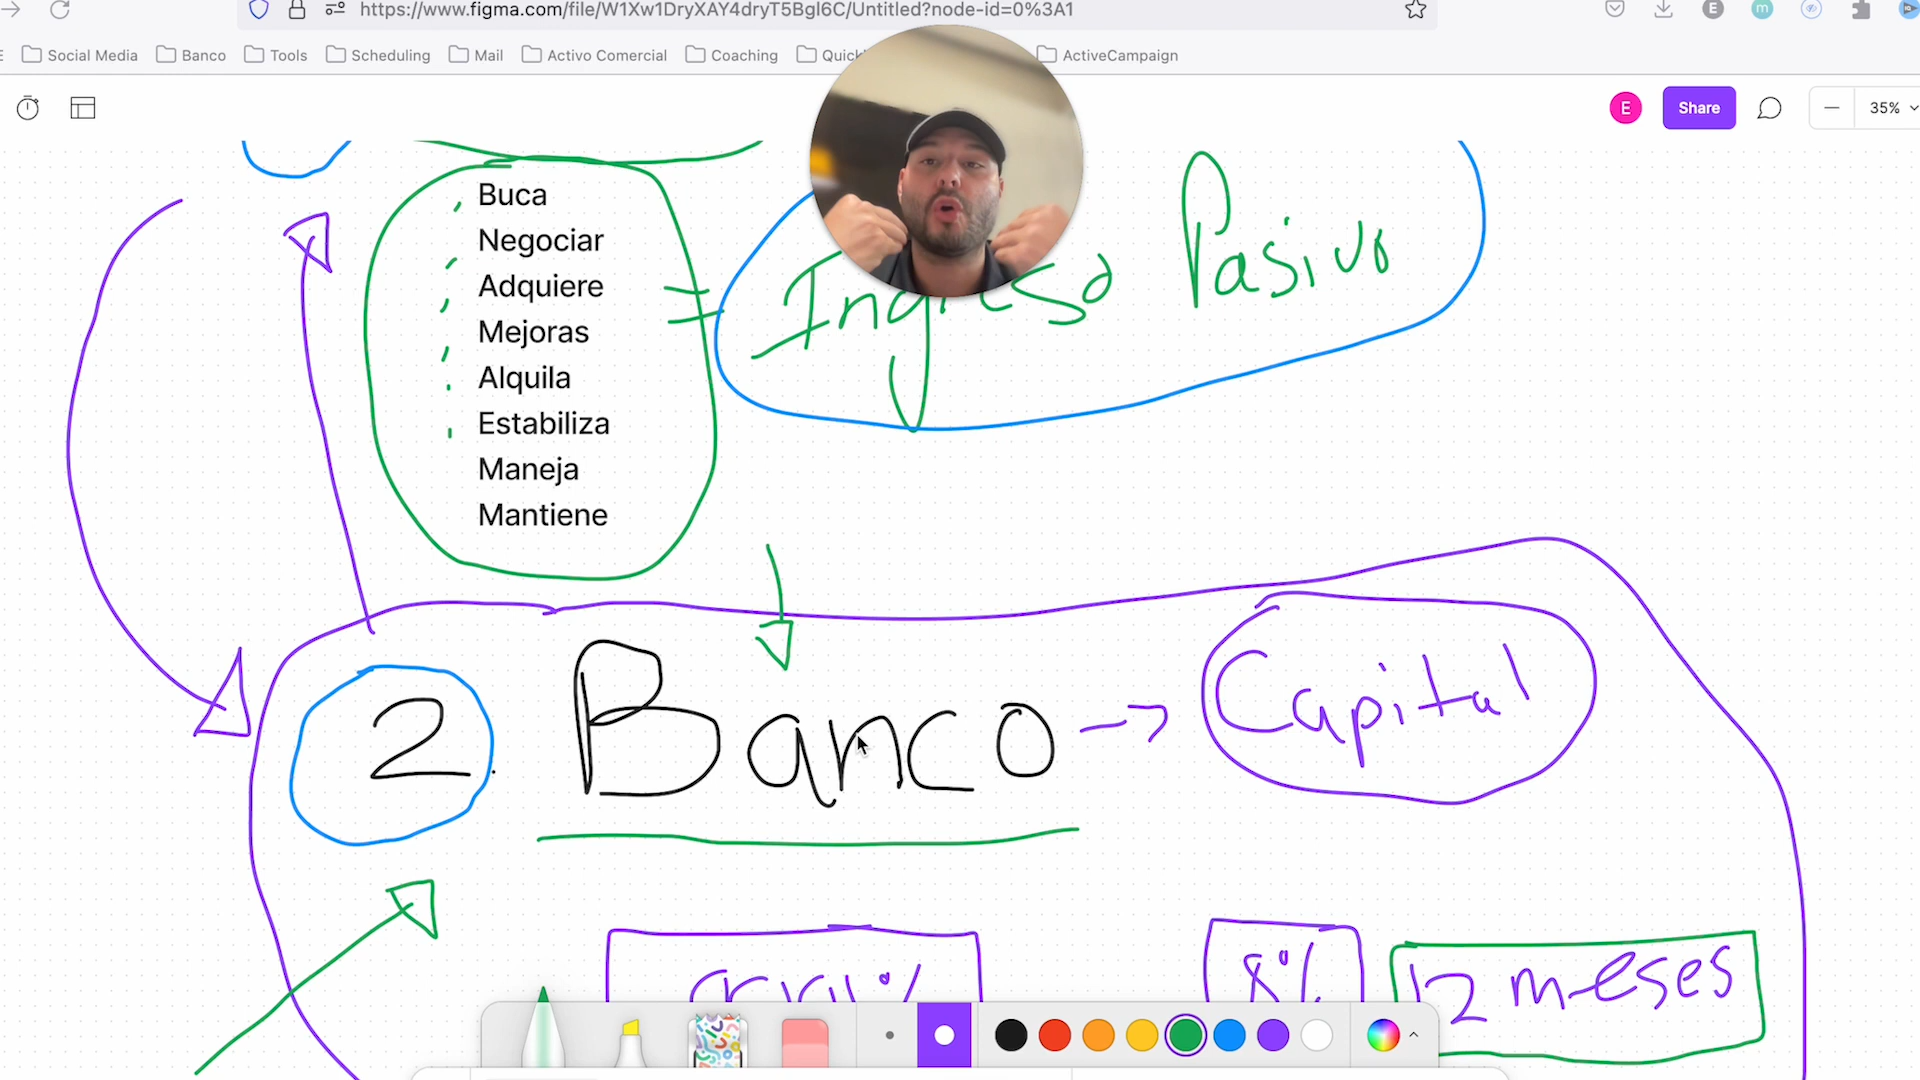 https://www.figma.com/file/W1Xw1DryXAY4dryT5Bgl6C/Untitled?node-id=0%3A1
E
m
Social Media
Banco
Tools
Scheduling
Mail
Activo Comercial
Coaching
ActiveCampaign
E
Share
35%
Buca
Negociar
Adquiere
Mejoras
Alquila
Estabiliza
Maneja
Mantiene
Ingreso Pasivo
2. Banco → Capital
8%
12 meses